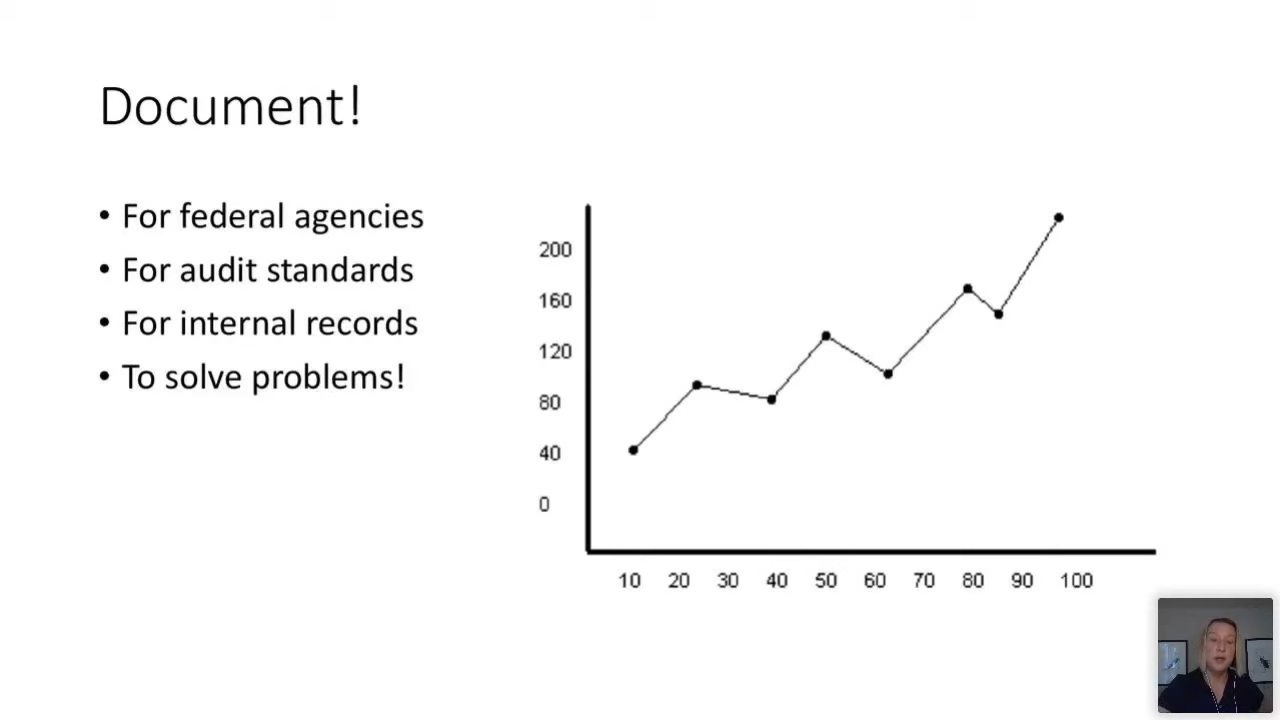 Document!
• For federal agencies
• For audit standards
• For internal records
• To solve problems!
200
160
120
80
40
0
10 20 30 40 50 60 70 80 90 100